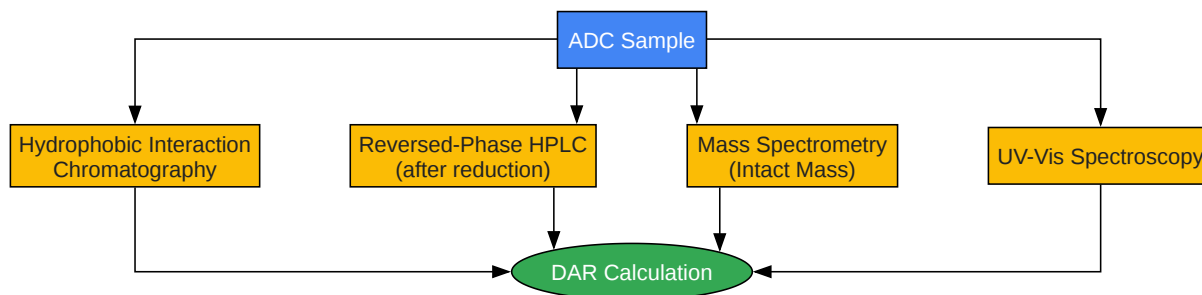 ADC Sample
Hydrophobic Interaction
Chromatography
Reversed-Phase HPLC
(after reduction)
Mass Spectrometry
(Intact Mass)
UV-Vis Spectroscopy
DAR Calculation